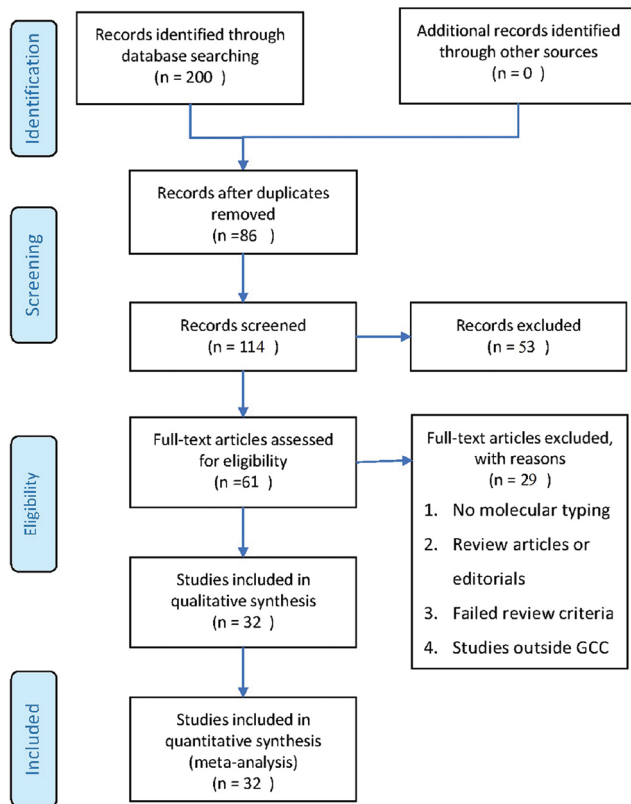 Identification
Records identified through
database searching
(n = 200 )
Additional records identified
through other sources
(n = 0 )
Screening
Records after duplicates
removed
(n =86 )
Records screened
(n = 114 )
Records excluded
(n = 53 )
Eligibility
Full-text articles assessed
for eligibility
(n =61 )
Full-text articles excluded,
with reasons
(n = 29 )
1. No molecular typing
2. Review articles or
editorials
3. Failed review criteria
4. Studies outside GCC
Studies included in
qualitative synthesis
(n = 32 )
Included
Studies included in
quantitative synthesis
(meta-analysis)
(n = 32 )